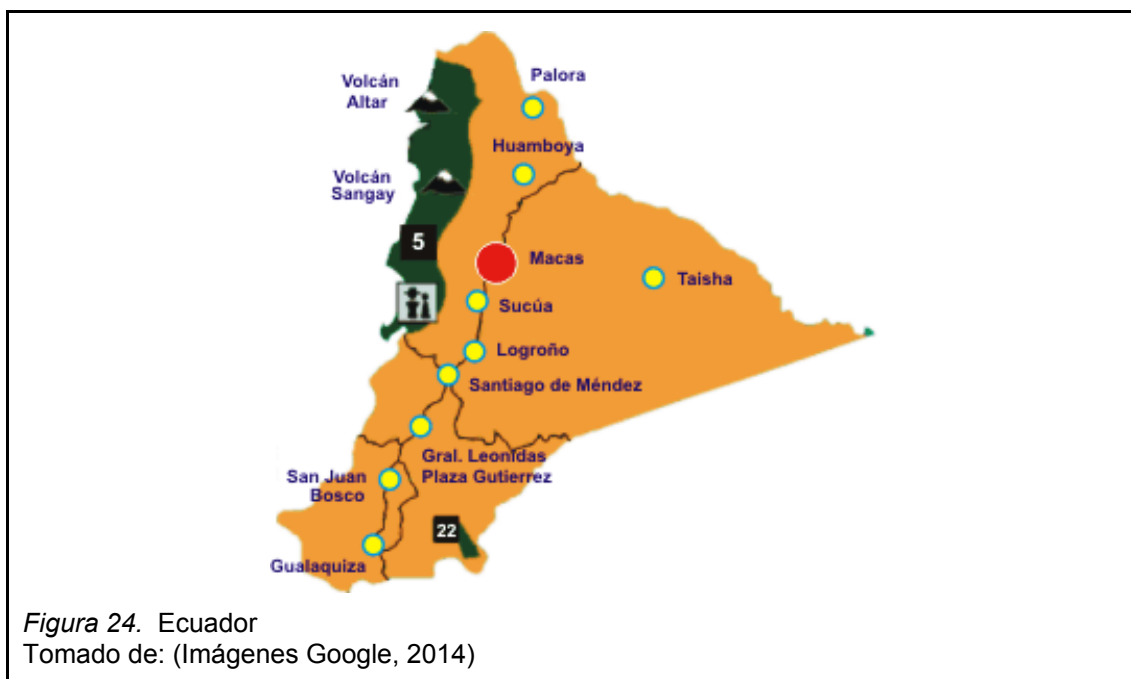 Palora
Volcán
Altar
Huamboya
Volcán
Sangay
5
Macas
Taisha
Sucúa
Logroño
Santiago de Méndez
Gral. Leonidas
Plaza Gutierrez
San Juan
Bosco
22
Gualaquiza
Figura 24. Ecuador
Tomado de: (Imágenes Google, 2014)